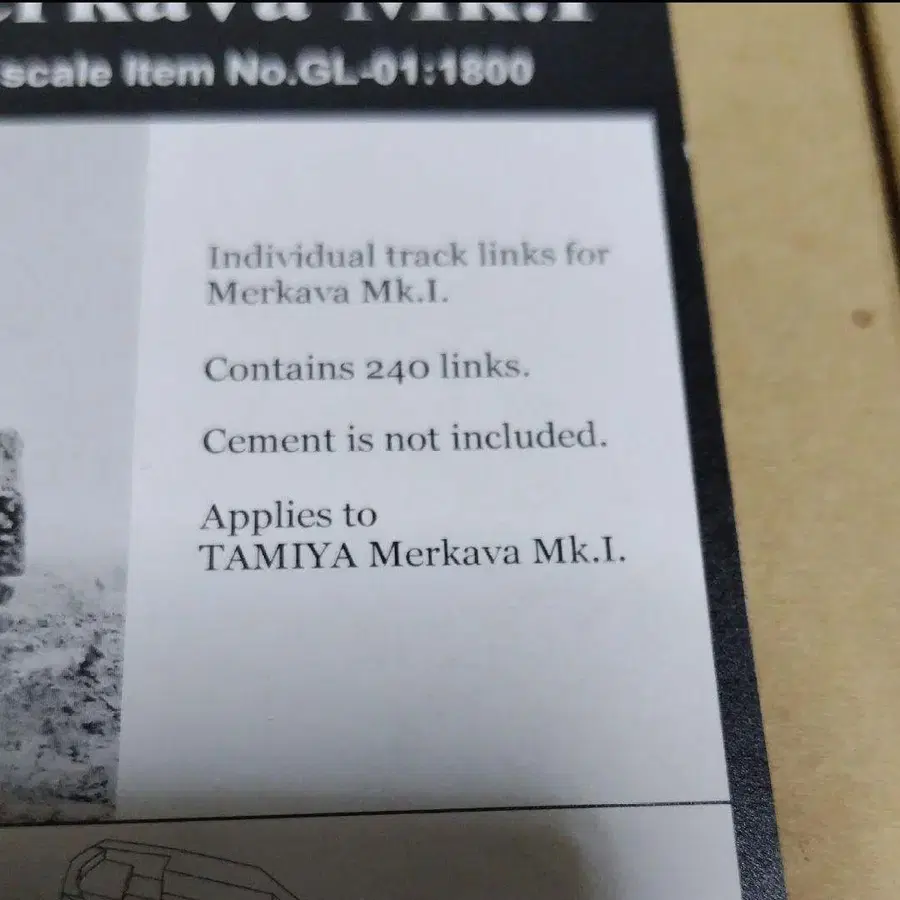 Mk.I
scale Item No.GL-01:1800
Individual track links for
Merkava Mk.I.
Contains 240 links.
Cement is not included.
Applies to
TAMIYA Merkava Mk.I.